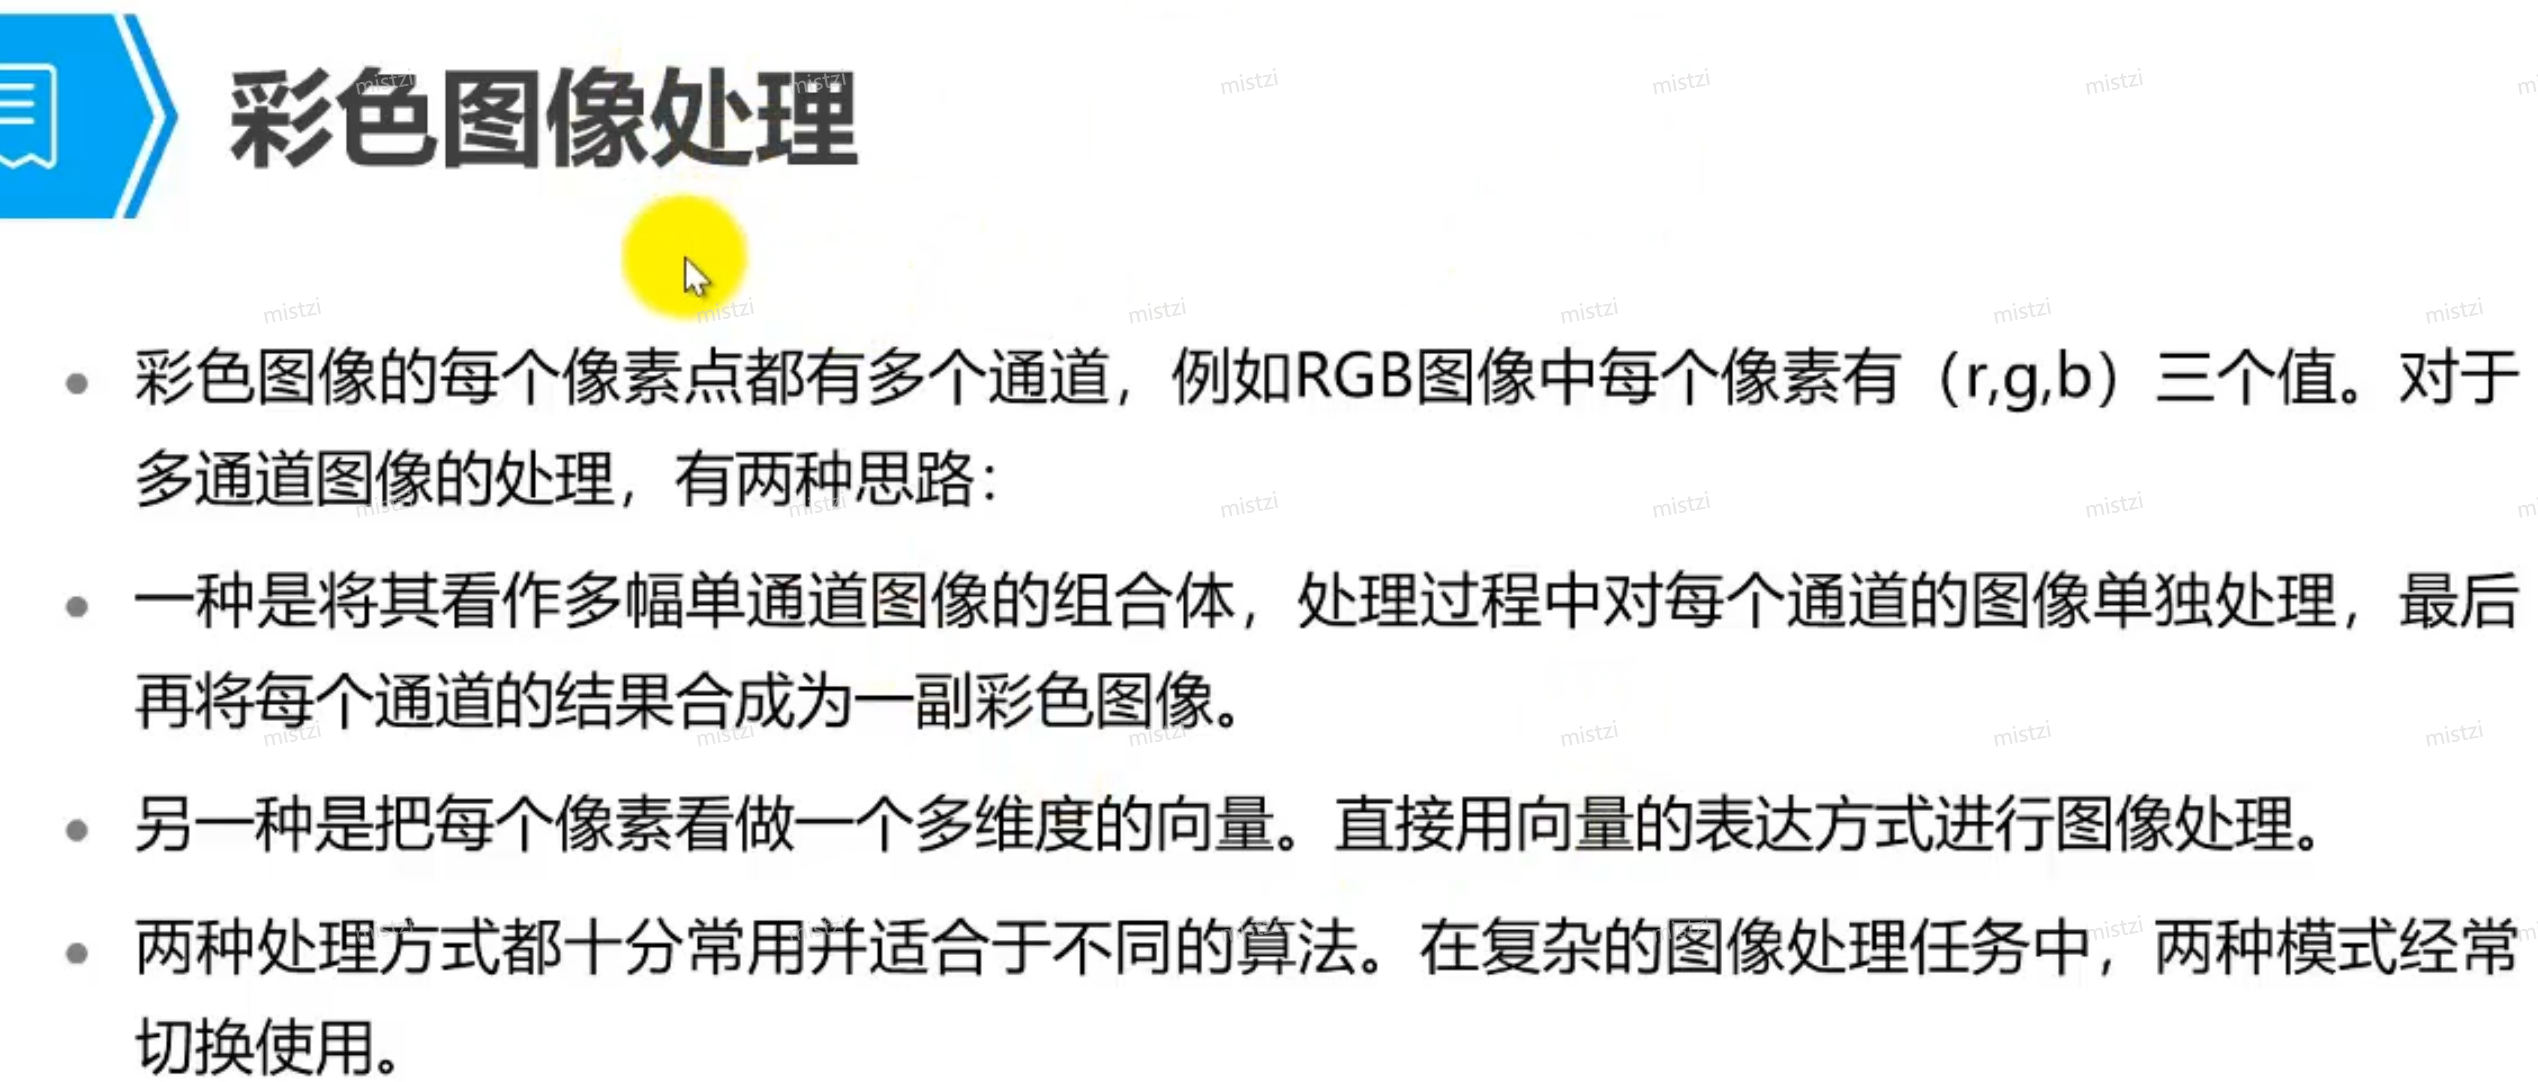 彩色图像处理
彩色图像的每个像素点都有多个通道，例如RGB图像中每个像素有（r,g,b）三个值。对于
多通道图像的处理，有两种思路：
一种是将其看作多幅单通道图像的组合体，处理过程中对每个通道的图像单独处理，最后
再将每个通道的结果合成为一副彩色图像。
另一种是把每个像素看做一个多维度的向量。直接用向量的表达方式进行图像处理。
两种处理方式都十分常用并适合于不同的算法。在复杂的图像处理任务中，两种模式经常
切换使用。
mistzi